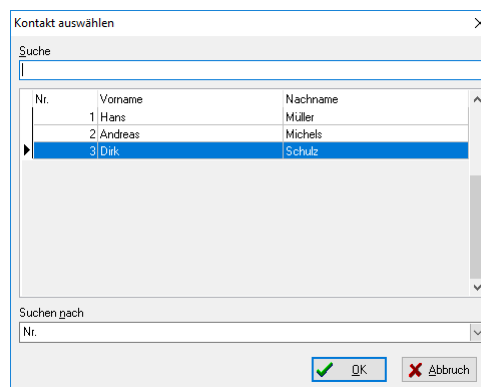 Kontakt auswählen
Suche
Nr. Vorname Nachname
1 Hans Müller
2 Andreas Michels
3 Dirk Schulz
Suchen nach
Nr.
OK Abbruch